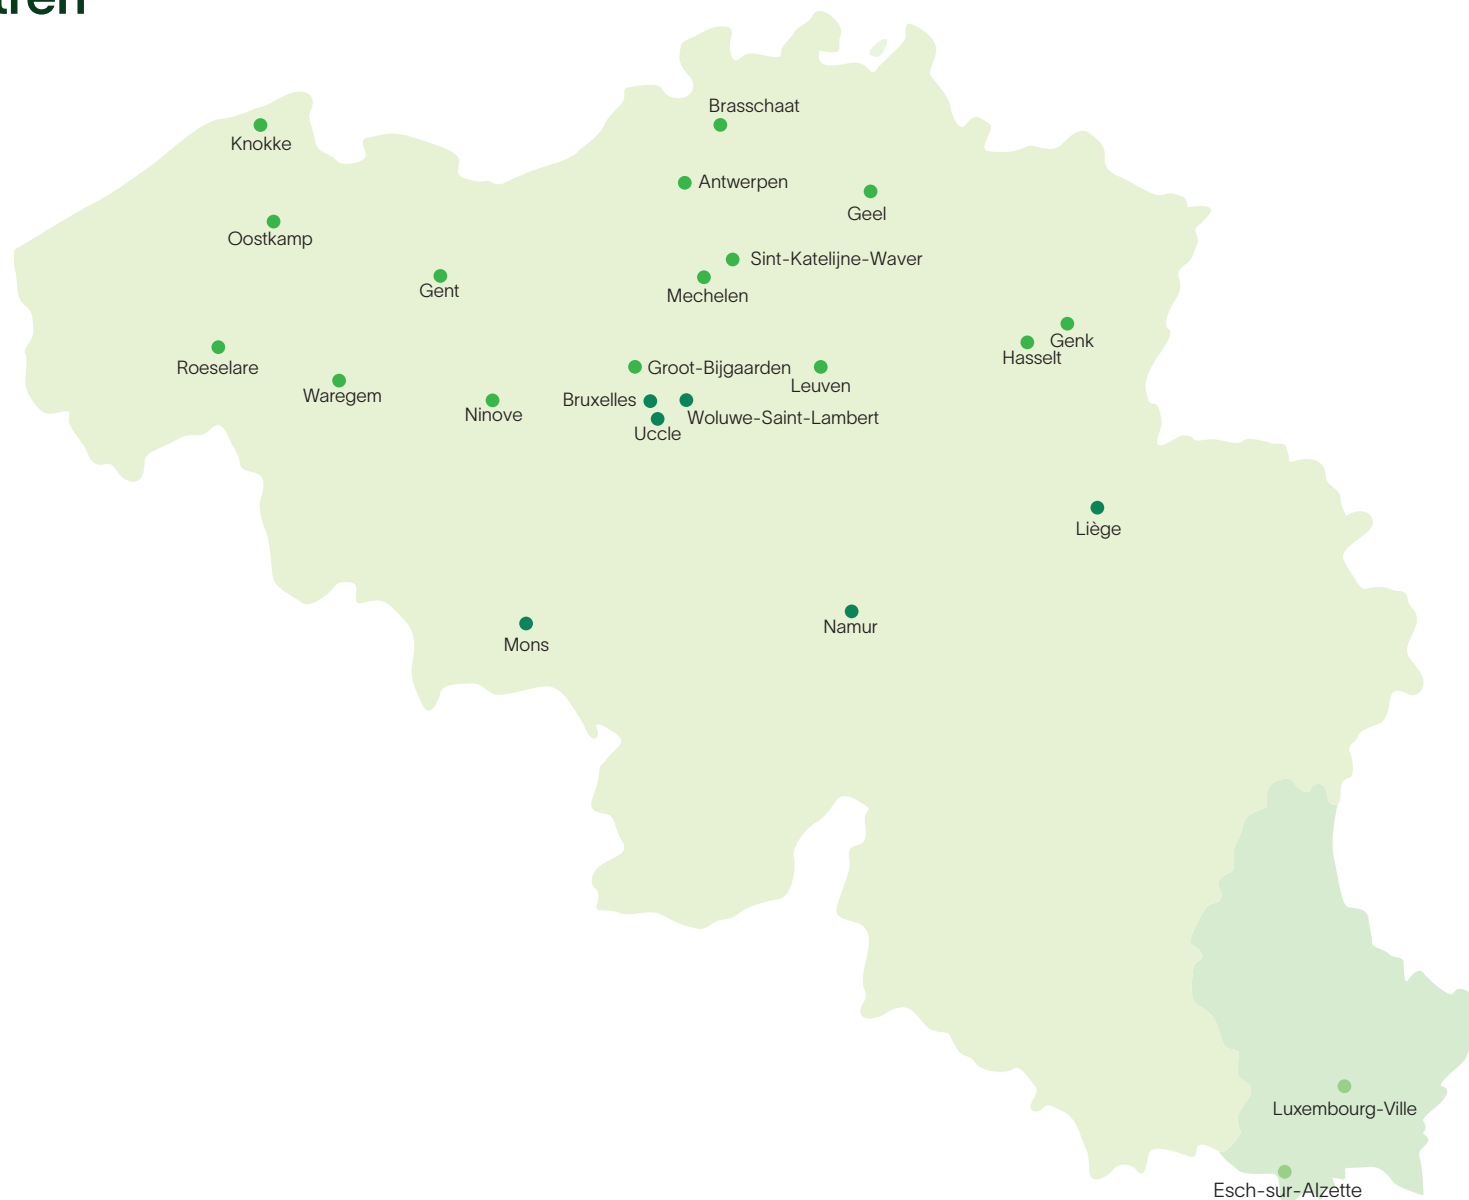 Brasschaat
Knokke
Antwerpen
Geel
Oostkamp
Sint-Katelijne-Waver
Gent
Mechelen
Genk
Hasselt
Roeselare
Groot-Bijgaarden
Leuven
Waregem
Bruxelles
Ninove
Woluwe-Saint-Lambert
Uccle
Liège
Namur
Mons
Luxembourg-Ville
Esch-sur-Alzette